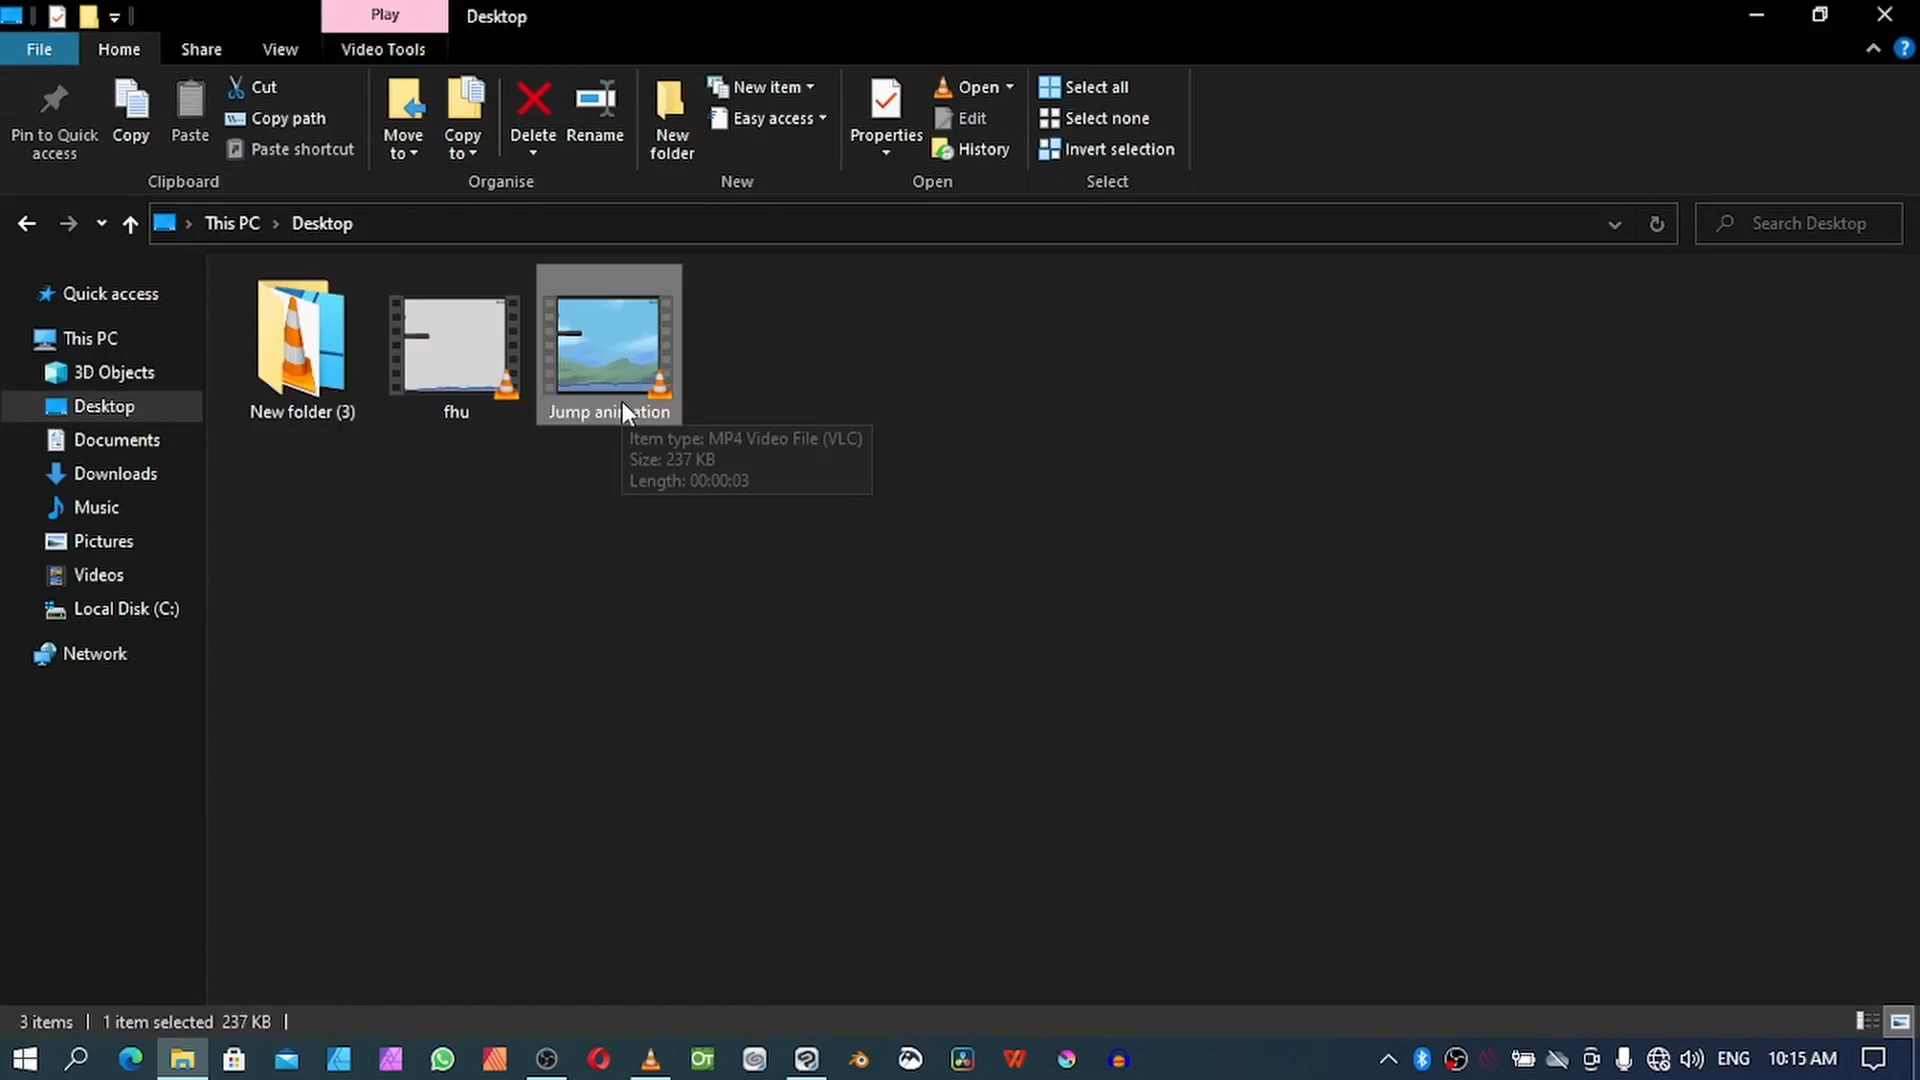 Play
Desktop
File
Home
Share
View
Video Tools
Pin to Quick
access
Copy
Paste
Cut
Copy path
Paste shortcut
Clipboard
Move
to
Copy
to
Delete
Rename
Organise
New
folder
New item
Easy access
New
Properties
Open
Edit
History
Open
Select all
Select none
Invert selection
Select
This PC
Desktop
Search Desktop
Quick access
This PC
3D Objects
Desktop
Documents
Downloads
Music
Pictures
Videos
Local Disk (C:)
Network
New folder (3)
fhu
Jump animation
Item type: MP4 Video File (VLC)
Size: 237 KB
Length: 00:00:03
3 items
1 item selected 237 KB
OT
ENG
10:15 AM